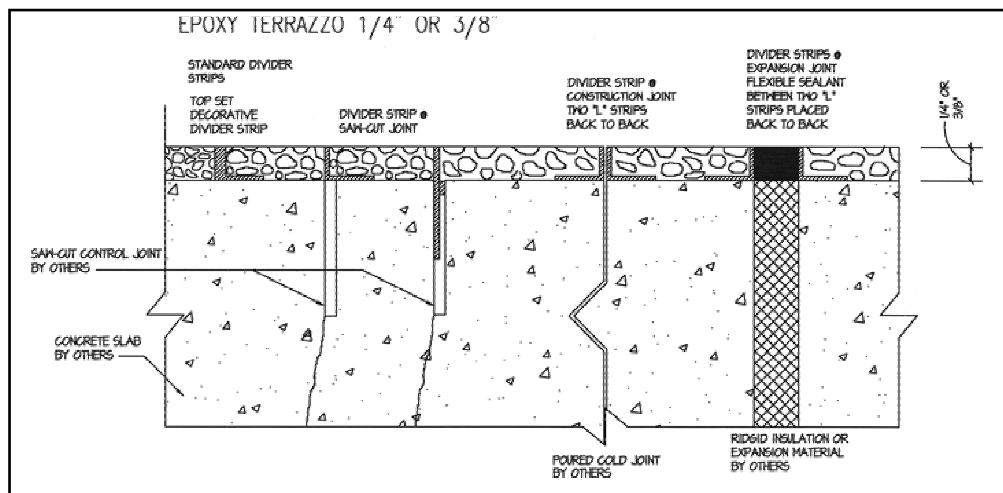 EPOXY TERRAZZO 1/4" OR 3/8"
STANDARD DIVIDER
STRIPS
TOP SET
DECORATIVE
DIVIDER STRIP
DIVIDER STRIP @
SAW-CUT JOINT
DIVIDER STRIP @
CONSTRUCTION JOINT
TWO "L" STRIPS
BACK TO BACK
DIVIDER STRIPS @
EXPANSION JOINT
FLEXIBLE SEALANT
BETWEEN TWO "L"
STRIPS PLACED
BACK TO BACK
1/4" OR
3/8"
SAW-CUT CONTROL JOINT
BY OTHERS
CONCRETE SLAB
BY OTHERS
POURED COLD JOINT
BY OTHERS
RIDGID INSULATION OR
EXPANSION MATERIAL
BY OTHERS